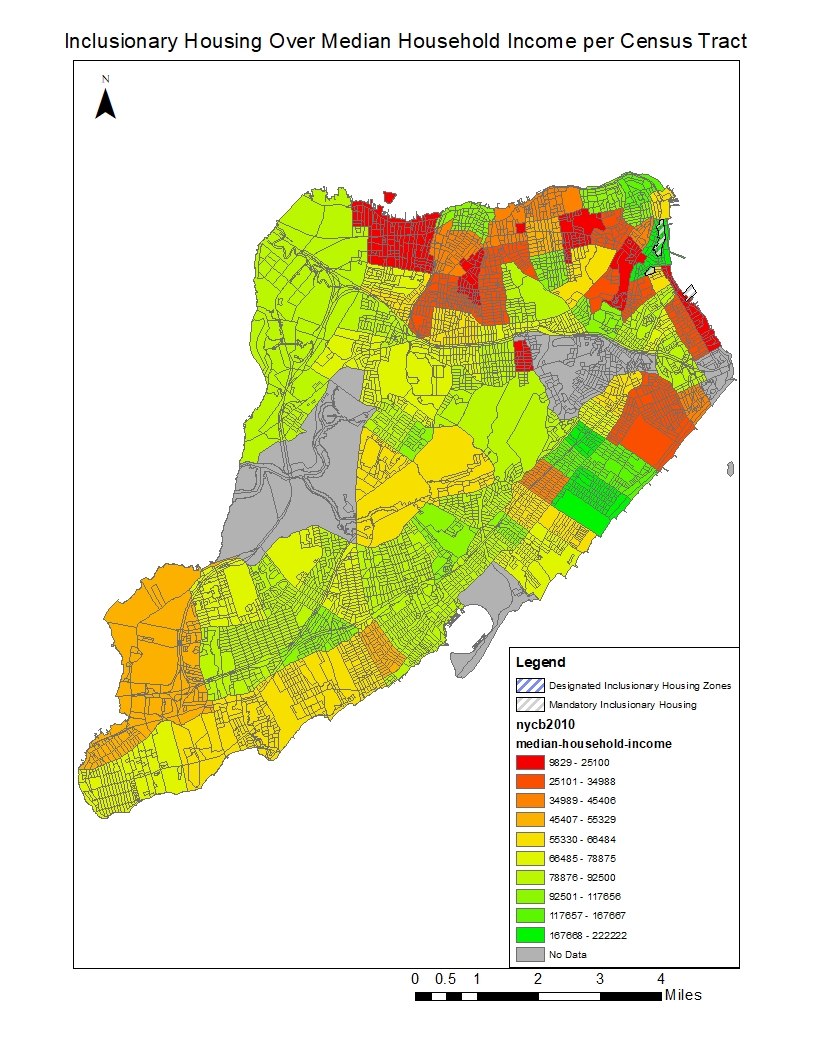 Inclusionary Housing Over Median Household Income per Census Tract
N
Legend
Designated Inclusionary Housing Zones
Mandatory Inclusionary Housing
nycb2010
median-household-income
9829 - 25100
25101 - 34988
34989 - 45406
45407 - 55329
55330 - 66484
66485 - 78875
78876 - 92500
92501 - 117656
117657 - 167667
167668 - 222222
No Data
0 0.5 1 2 3 4
Miles